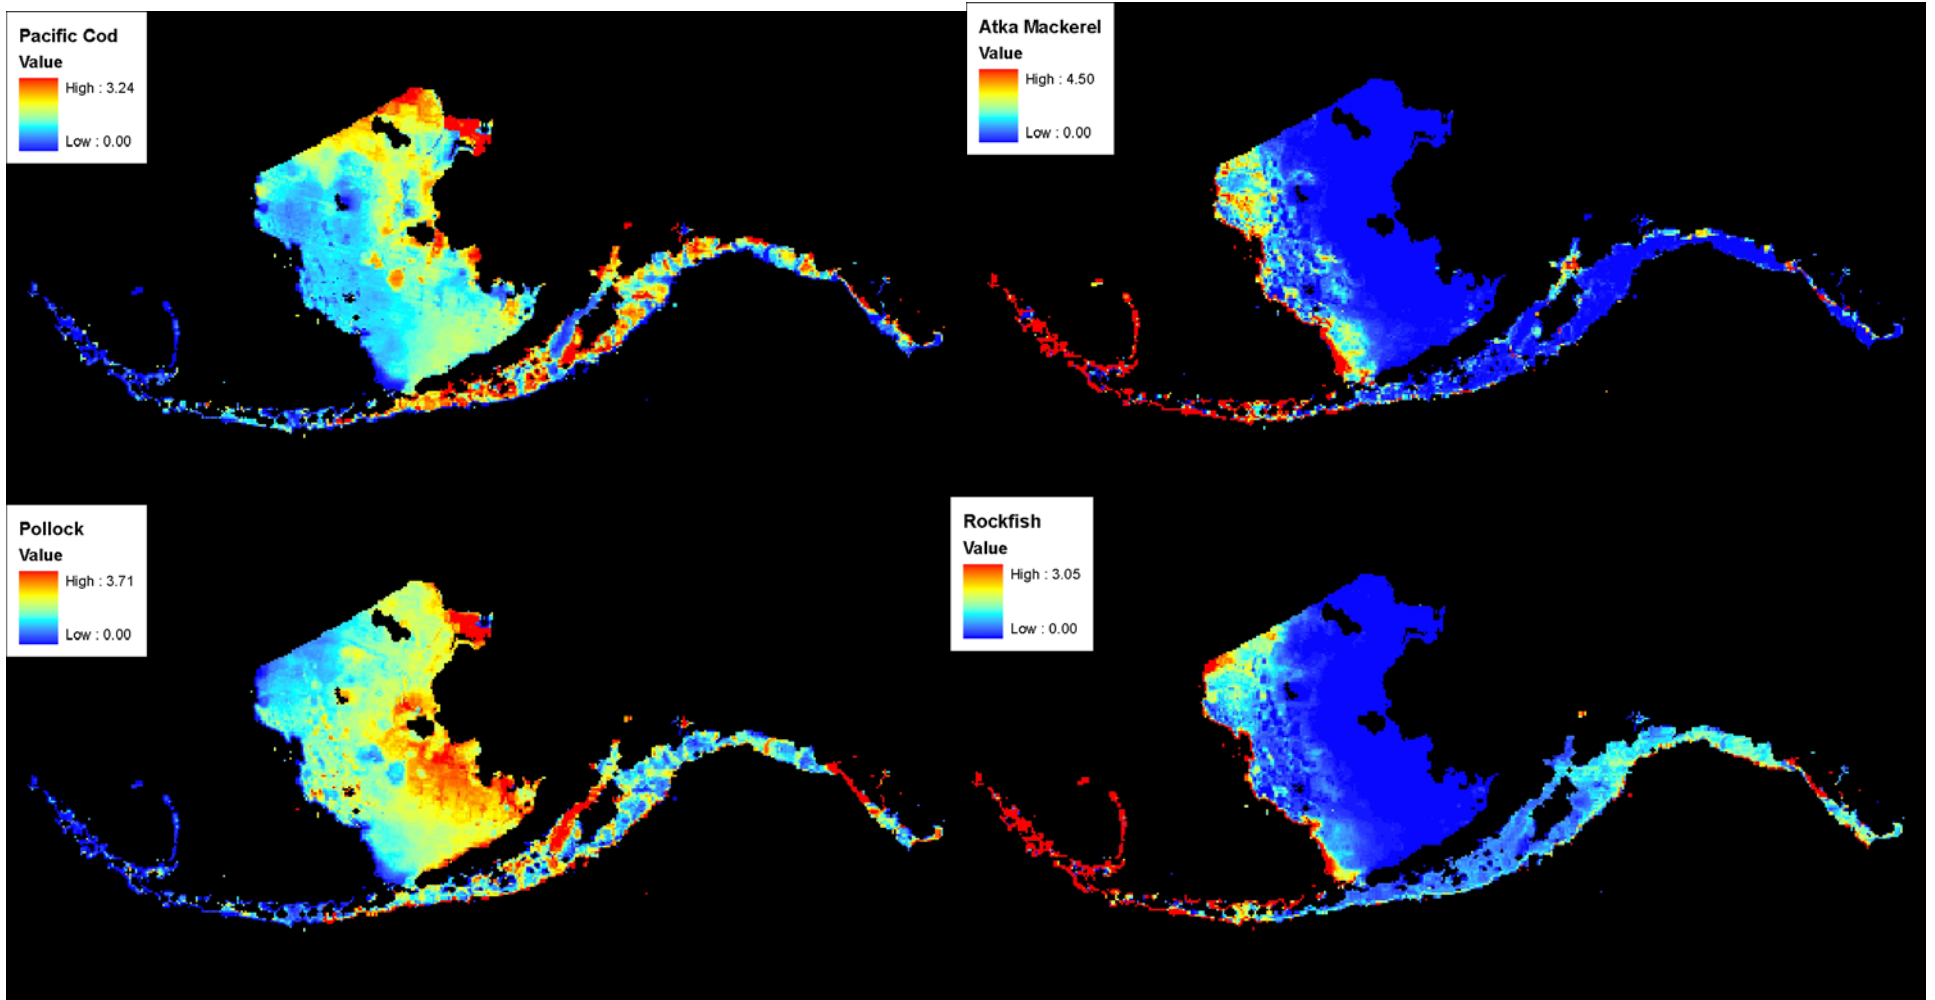 Pacific Cod
Value
High : 3.24
Low : 0.00
Atka Mackerel
Value
High : 4.50
Low : 0.00
Pollock
Value
High : 3.71
Low : 0.00
Rockfish
Value
High : 3.05
Low : 0.00